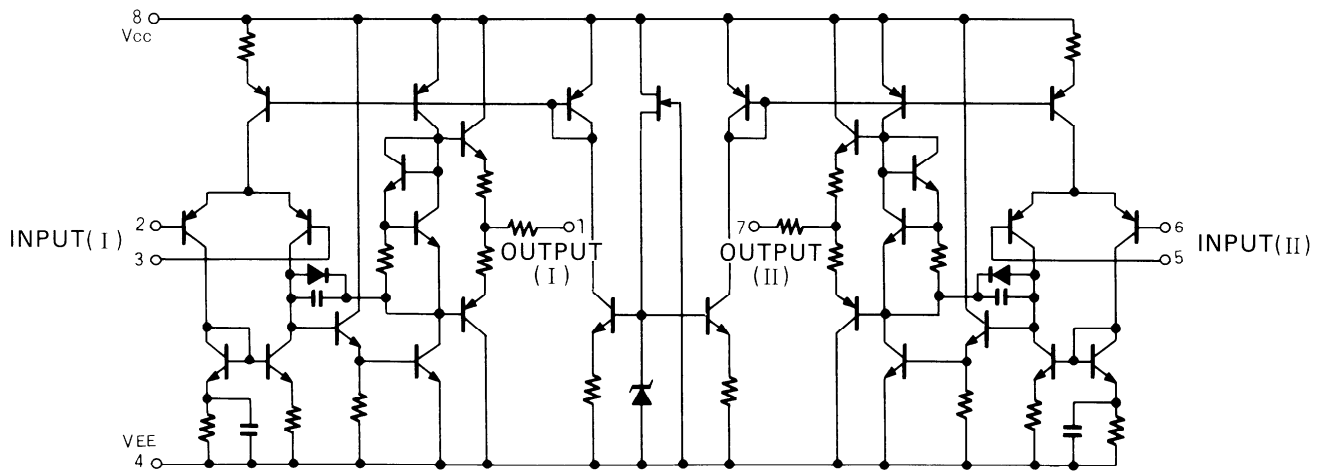 8
Vcc
2
INPUT(I)
3
1
OUTPUT
(I)
7
OUTPUT
(II)
6
INPUT(II)
5
VEE
4